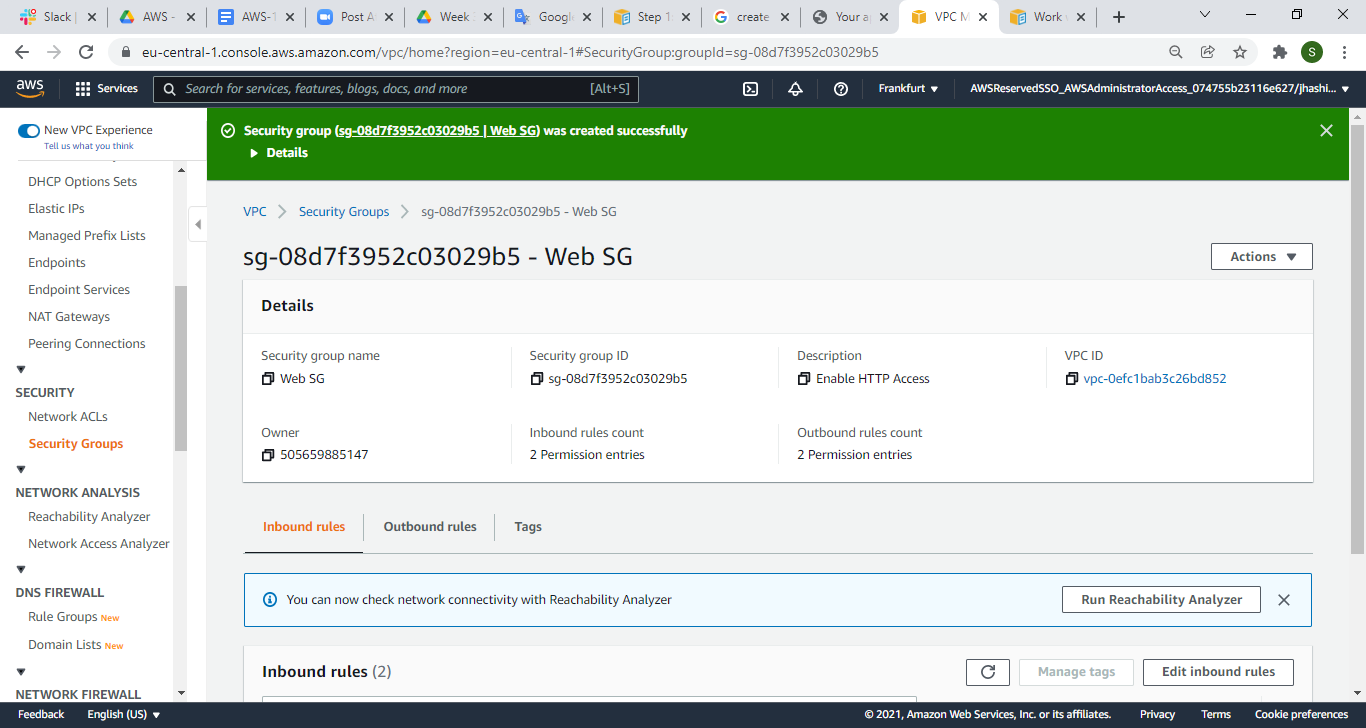 Slack |
AWS -
AWS-1
Post A
Week
Googl
Step 1
create
Your a
VPC M
Work
eu-central-1.console.aws.amazon.com/vpc/home?region=eu-central-1#SecurityGroup:groupId=sg-08d7f3952c03029b5
S
aws
Services
Search for services, features, blogs, docs, and more
[Alt+S]
Frankfurt
AWSReservedSSO_AWSAdministratorAccess_074755b23116e627/jhashi...
New VPC Experience
Tell us what you think
DHCP Options Sets
Elastic IPs
Managed Prefix Lists
Endpoints
Endpoint Services
NAT Gateways
Peering Connections
SECURITY
Network ACLs
Security Groups
NETWORK ANALYSIS
Reachability Analyzer
Network Access Analyzer
DNS FIREWALL
Rule Groups New
Domain Lists New
NETWORK FIREWALL
Security group (sg-08d7f3952c03029b5 | Web SG) was created successfully
Details
VPC
Security Groups
sg-08d7f3952c03029b5 - Web SG
sg-08d7f3952c03029b5 - Web SG
Actions
Details
Security group name
Web SG
Security group ID
sg-08d7f3952c03029b5
Description
Enable HTTP Access
VPC ID
vpc-0efc1bab3c26bd852
Owner
505659885147
Inbound rules count
2 Permission entries
Outbound rules count
2 Permission entries
Inbound rules
Outbound rules
Tags
You can now check network connectivity with Reachability Analyzer
Run Reachability Analyzer
Inbound rules (2)
Manage tags
Edit inbound rules
Feedback
English (US)
© 2021, Amazon Web Services, Inc. or its affiliates.
Privacy
Terms
Cookie preferences